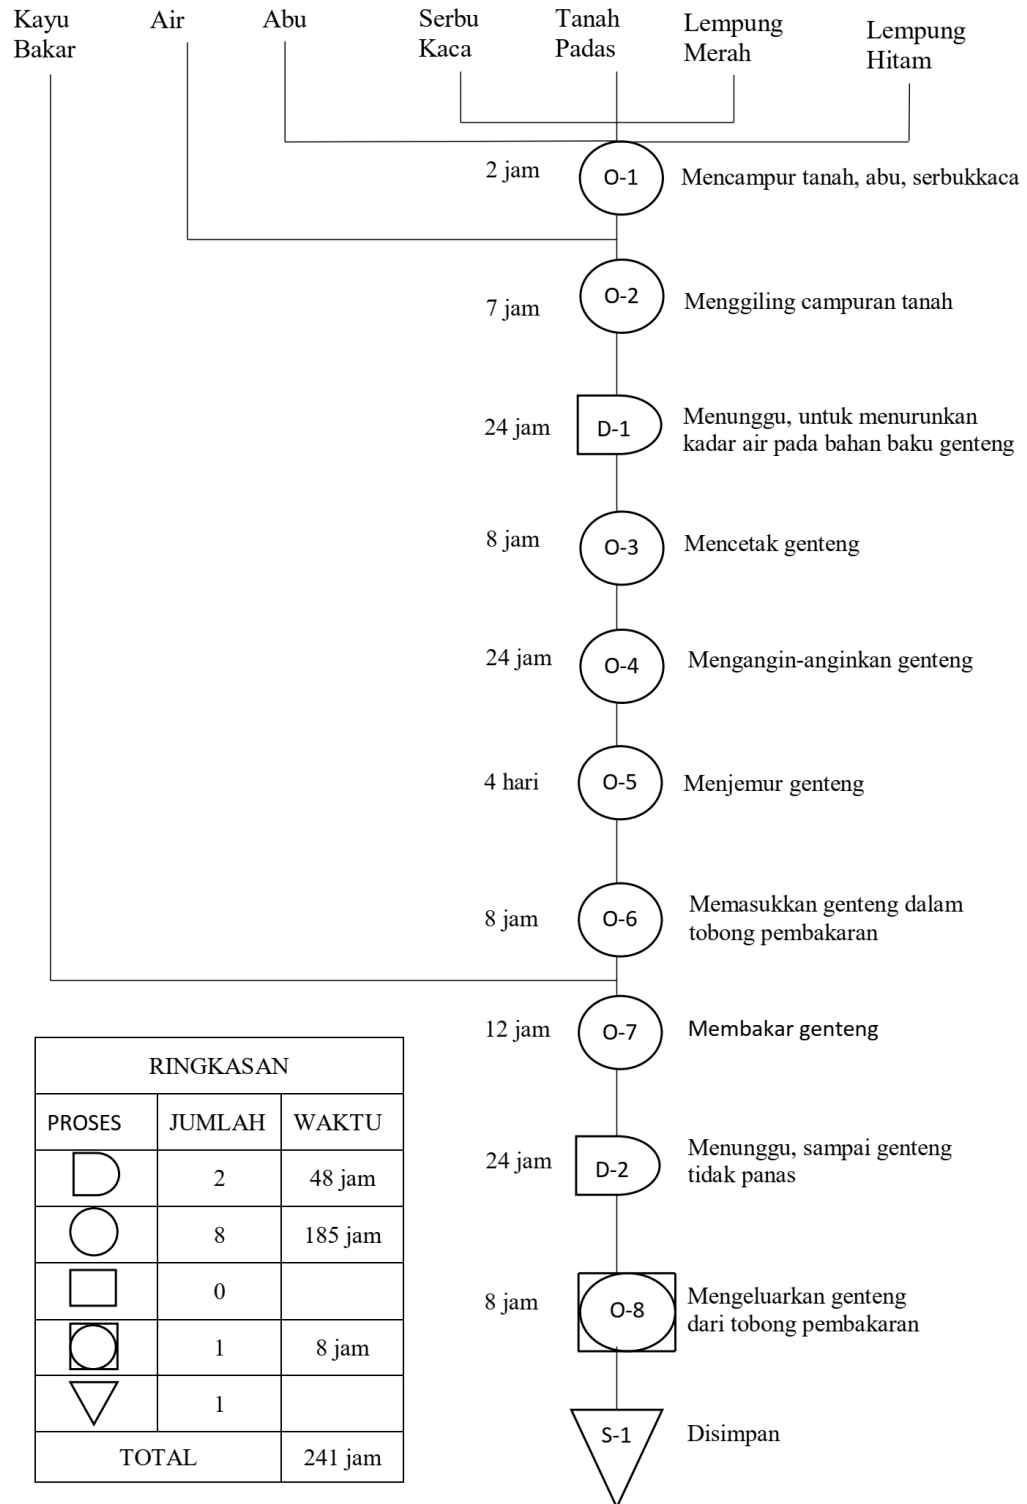 Kayu
Bakar
Air
Abu
Serbu
Kaca
Tanah
Padas
Lempung
Merah
Lempung
Hitam
2 jam
O-1
Mencampur tanah, abu, serbukkaca
7 jam
O-2
Menggiling campuran tanah
24 jam
D-1
Menunggu, untuk menurunkan
kadar air pada bahan baku genteng
8 jam
O-3
Mencetak genteng
24 jam
O-4
Mengangin-anginkan genteng
4 hari
O-5
Menjemur genteng
8 jam
O-6
Memasukkan genteng dalam
tobong pembakaran
12 jam
O-7
Membakar genteng
24 jam
D-2
Menunggu, sampai genteng
tidak panas
8 jam
O-8
Mengeluarkan genteng
dari tobong pembakaran
S-1
Disimpan
RINGKASAN
PROSES JUMLAH WAKTU
2 48 jam
8 185 jam
0
1 8 jam
1
TOTAL 241 jam